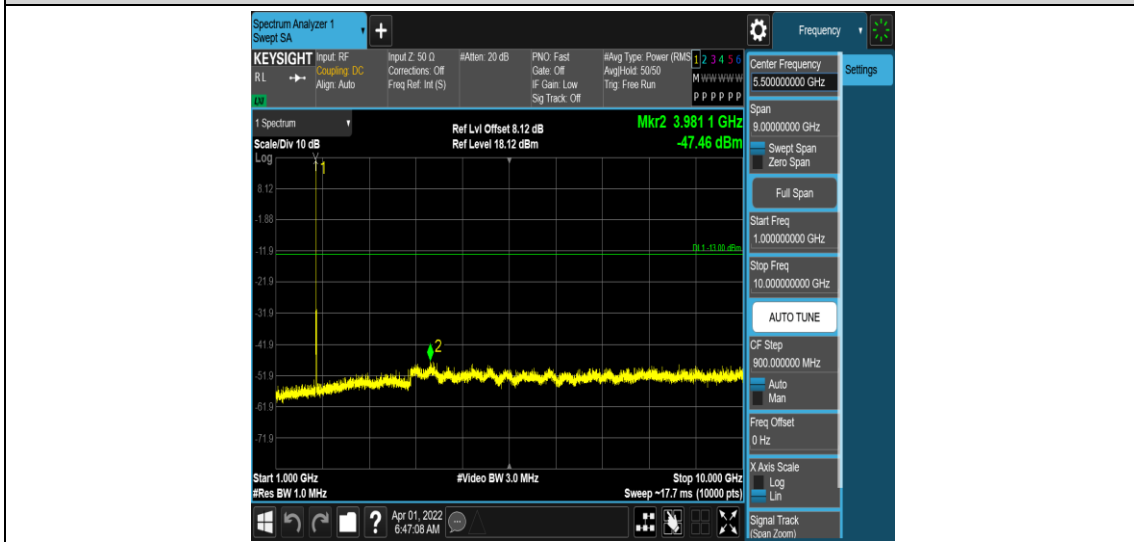 Spectrum Analyzer 1
Swept SA
+
Frequency
KEYSIGHT
RL
LXI
Input: RF
Coupling: DC
Align: Auto
Input Z: 50 Ω
Corrections: Off
Freq Ref: Int (S)
#Atten: 20 dB
PNO: Fast
Gate: Off
IF Gain: Low
Sig Track: Off
#Avg Type: Power (RMS
Avg|Hold: 50/50
Trig: Free Run
1 2 3 4 5 6
M W W W W W
P P P P P P
1 Spectrum
Scale/Div 10 dB
Log
Ref Lvl Offset 8.12 dB
Ref Level 18.12 dBm
Mkr2 3.981 1 GHz
-47.46 dBm
1
8.12
-1.88
-11.9
DL1 -13.00 dBm
-21.9
-31.9
-41.9
2
-51.9
-61.9
-71.9
Start 1.000 GHz
#Res BW 1.0 MHz
#Video BW 3.0 MHz
Stop 10.000 GHz
Sweep ~17.7 ms (10000 pts)
?
Apr 01, 2022
6:47:08 AM
Center Frequency
5.500000000 GHz
Settings
Span
9.00000000 GHz
Swept Span
Zero Span
Full Span
Start Freq
1.000000000 GHz
Stop Freq
10.000000000 GHz
AUTO TUNE
CF Step
900.000000 MHz
Auto
Man
Freq Offset
0 Hz
X Axis Scale
Log
Lin
Signal Track
(Span Zoom)